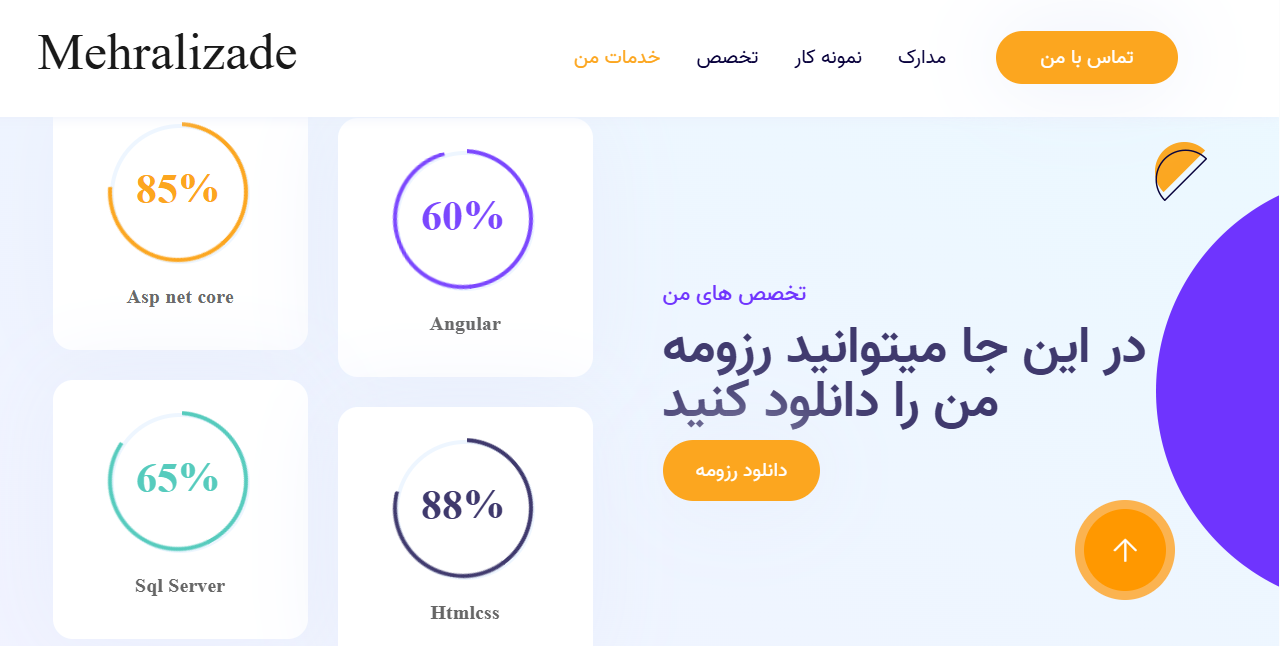 Mehralizade
تماس با من
مدارک
نمونه کار
تخصص
خدمات من
85%
Asp net core
60%
Angular
65%
Sql Server
88%
Htmlcss
تخصص های من
در این جا میتوانید رزومه
من را دانلود کنید
دانلود رزومه